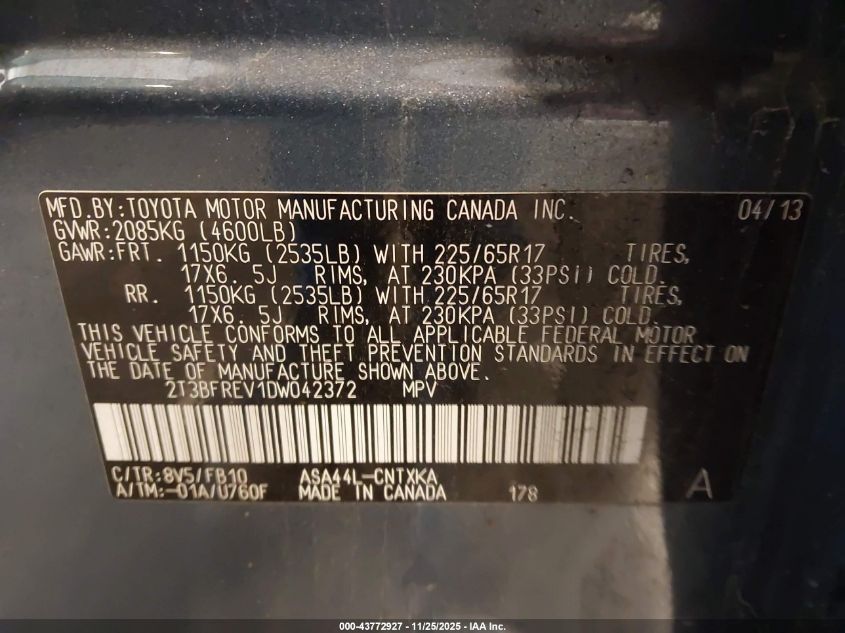 MFD.BY:TOYOTA MOTOR MANUFACTURING CANADA INC. 04/13
GVWR:2085KG (4600LB)
GAWR:FRT. 1150KG (2535LB) WITH 225/65R17 TIRES,
17X6. 5J RIMS, AT 230KPA (33PSI) COLD.
RR. 1150KG (2535LB) WITH 225/65R17 TIRES,
17X6. 5J RIMS, AT 230KPA (33PSI) COLD.
THIS VEHICLE CONFORMS TO ALL APPLICABLE FEDERAL MOTOR
VEHICLE SAFETY AND THEFT PREVENTION STANDARDS IN EFFECT ON
THE DATE OF MANUFACTURE SHOWN ABOVE.
2T3BFREV1DW042372 MPV
C/TR:8V5/FB10 ASA44L-CNTXKA
A/TM:-01A/U760F MADE IN CANADA 178 A
000-43772927 - 11/25/2025 - IAA Inc.